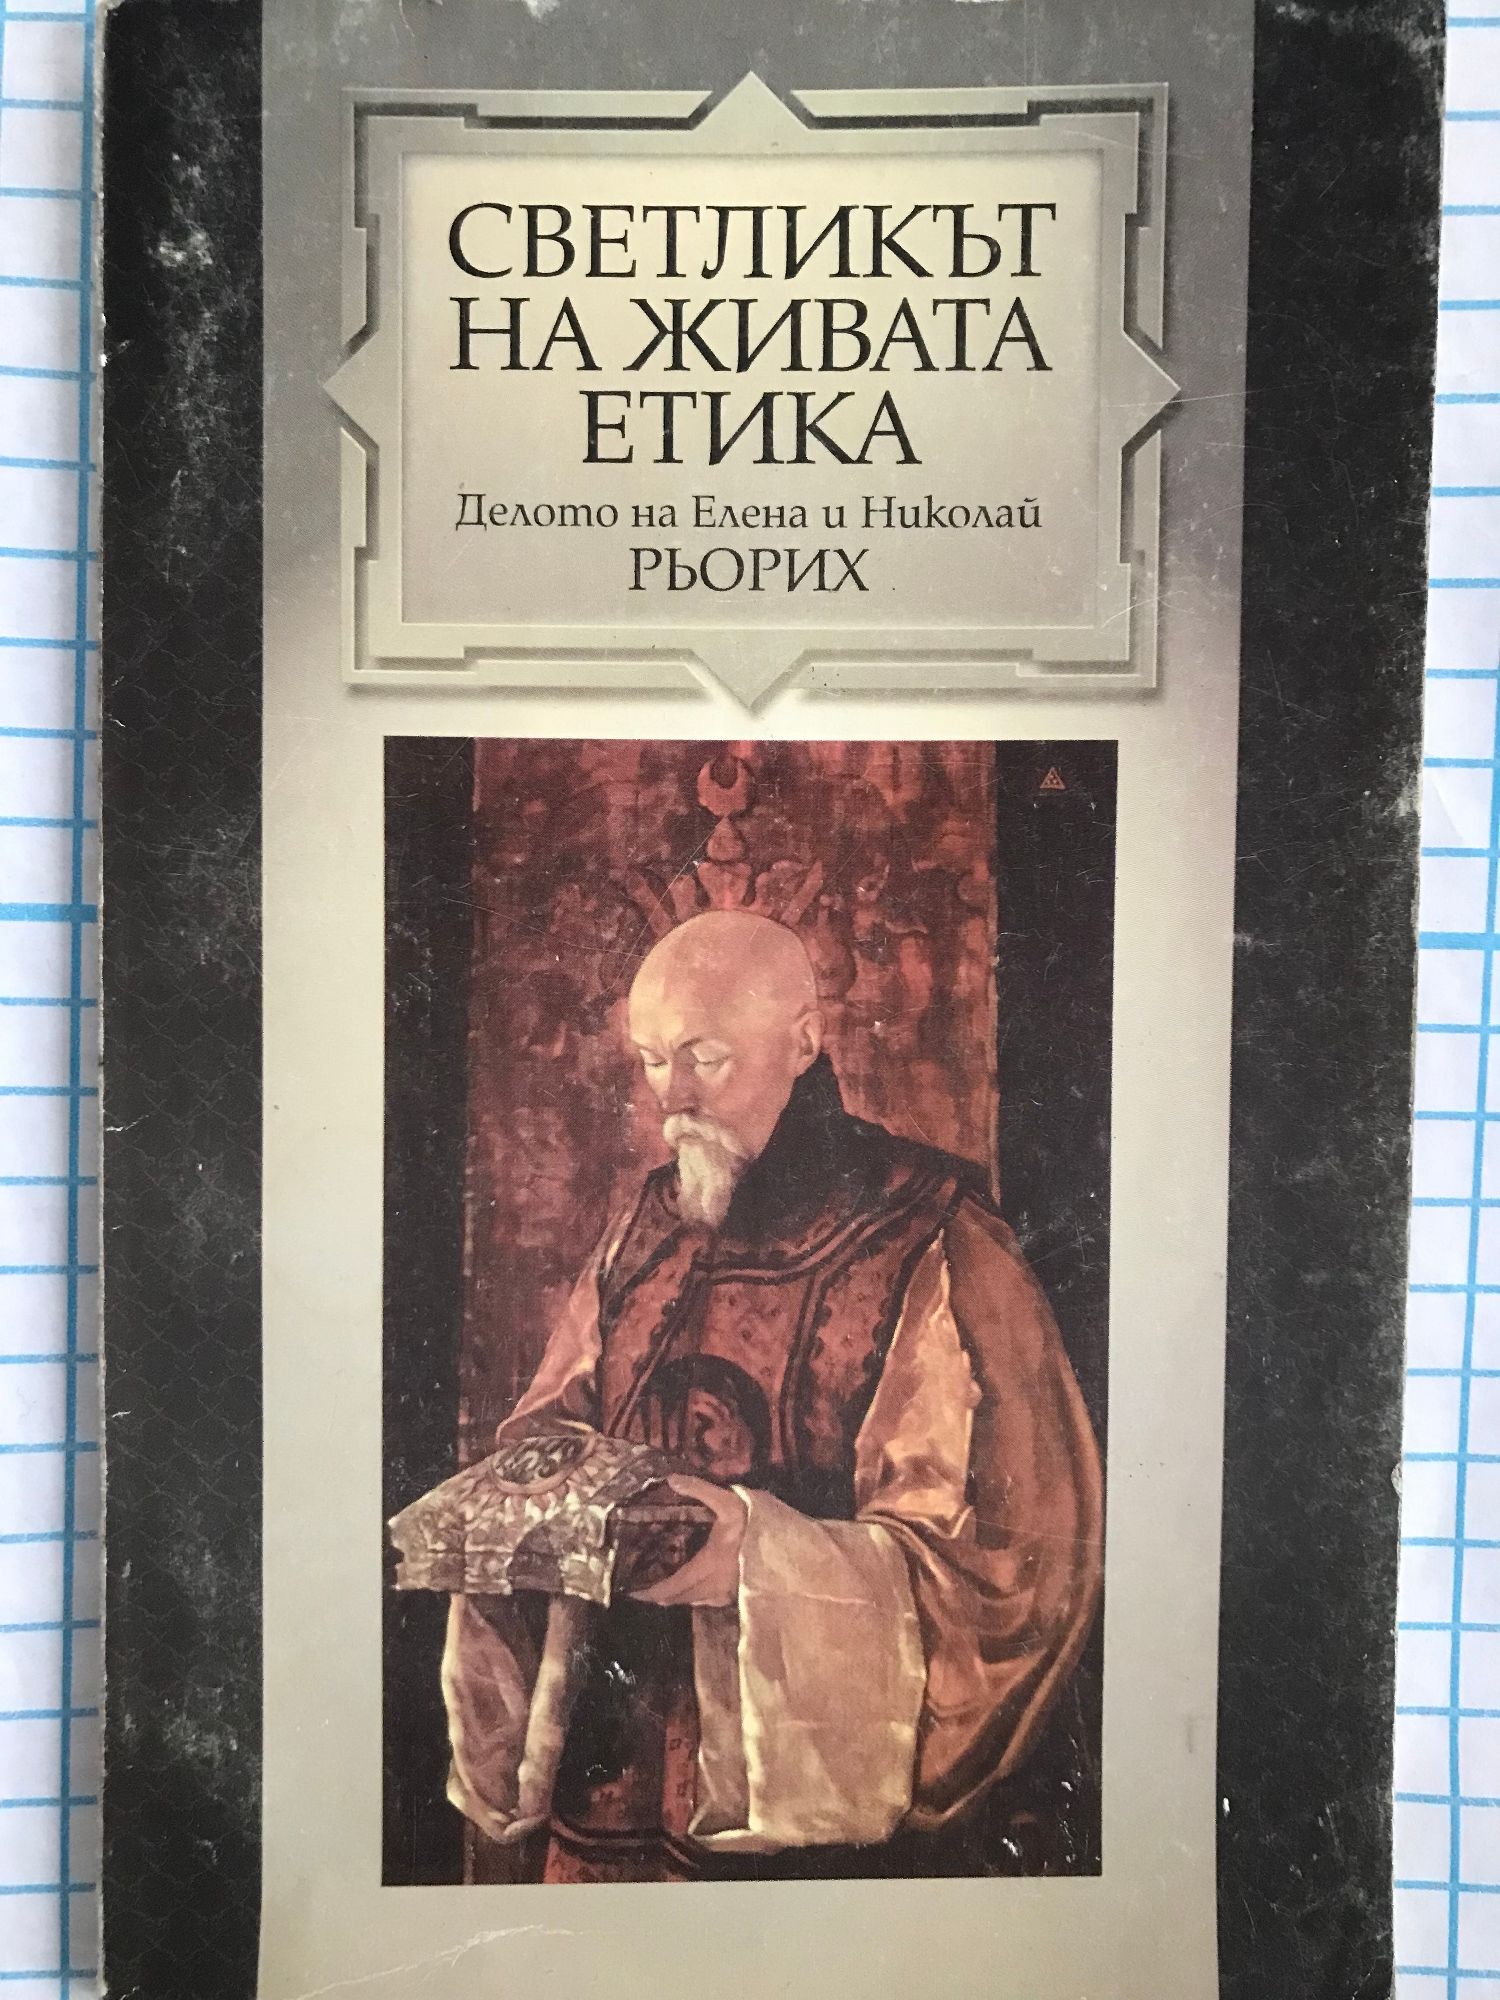 СВЕТЛИКЪТ
НА ЖИВАТА
ЕТИКА
Делото на Елена и Николай
РЬОРИХ